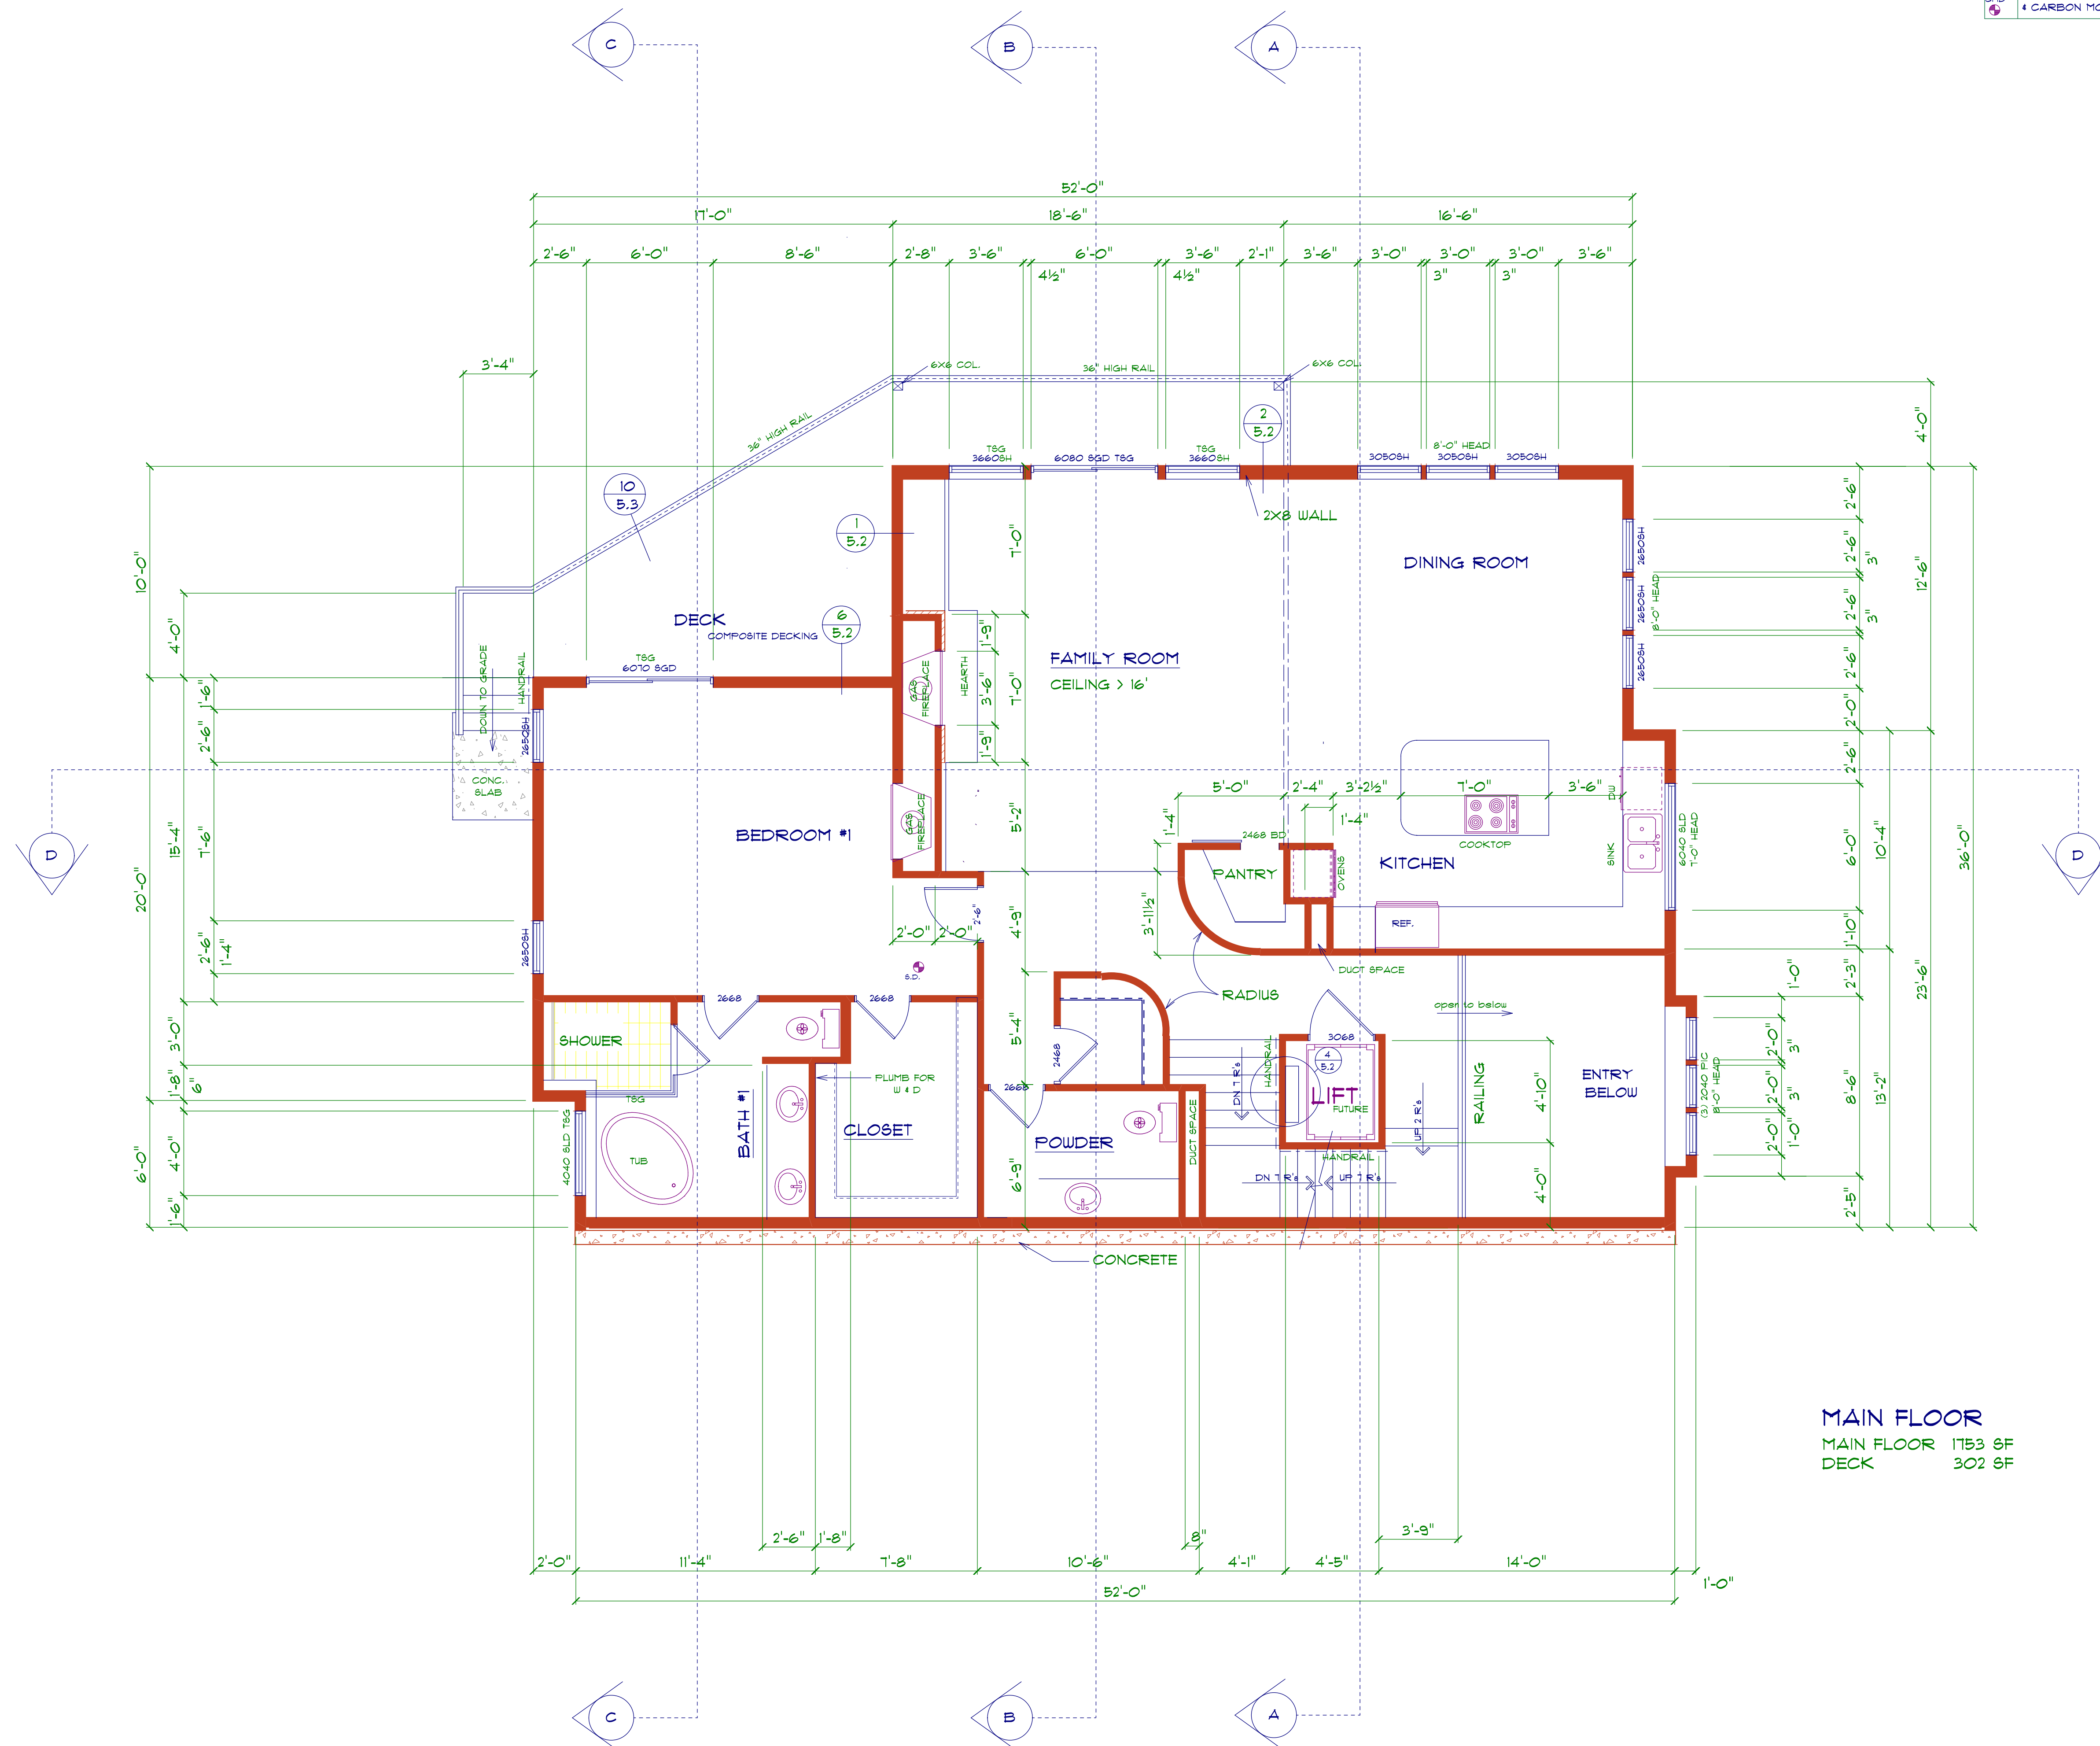 & CARBON MO
C
B
A
52'-0"
17'-0"
18'-6"
16'-6"
2'-6"
6'-0"
8'-6"
2'-8"
3'-6"
6'-0"
3'-6"
2'-1"
3'-6"
3'-0"
3'-0"
3'-0"
3'-6"
4½"
4½"
3"
3"
3'-4"
6X6 COL.
36" HIGH RAIL
6X6 COL.
36" HIGH RAIL
2
5.2
4'-0"
TSG
3660SH
6080 SGD TSG
TSG
3660SH
8'-0" HEAD
3050SH
3050SH
3050SH
10
5.3
1
5.2
2X8 WALL
7'-0"
DINING ROOM
2650SH
2650SH
2650SH
8'-0" HEAD
2'-6"
2'-6"
3"
2'-6"
3"
2'-6"
2'-0"
12'-6"
36'-0"
10'-0"
4'-0"
DECK
COMPOSITE DECKING
6
5.2
TSG
6070 SGD
FAMILY ROOM
CEILING > 16'
GAS
FIREPLACE
HEARTH
1'-9"
3'-6"
1'-9"
7'-0"
DOWN TO GRADE
HANDRAIL
2650SH
CONC.
SLAB
1'-6"
2'-6"
7'-6"
15'-4"
20'-0"
2'-6"
1'-4"
2650SH
D
BEDROOM #1
GAS
FIREPLACE
5'-2"
5'-0"
2'-4"
3'-2½"
7'-0"
3'-6"
1'-4"
1'-4"
2468 BD
COOKTOP
DW
SINK
6040 SLD
7'-0" HEAD
2'-6"
6'-0"
10'-4"
1'-10"
D
PANTRY
OVENS
KITCHEN
REF.
3'-11½"
2'-6"
4'-9"
2'-0"
2'-0"
S.D.
DUCT SPACE
RADIUS
open to below
2'-3"
23'-6"
1'-0"
2668
2668
SHOWER
5'-4"
2468
3'-0"
1'-8"
6"
PLUMB FOR
W & D
2668
DN 7 R's
HANDRAIL
3068
4
5.2
LIFT
FUTURE
UP 2 R's
RAILING
4'-10"
ENTRY
BELOW
(3) 2040 PIC
8'-0" HEAD
2'-0"
3"
2'-0"
3"
2'-0"
1'-0"
8'-6"
13'-2"
TSG
4040 SLD TSG
TUB
BATH #1
CLOSET
POWDER
DUCT SPACE
6'-9"
HANDRAIL
DN 7 R's
UP 7 R's
4'-0"
2'-5"
6'-0"
4'-0"
1'-6"
CONCRETE
MAIN FLOOR
MAIN FLOOR 1753 SF
DECK 302 SF
2'-6"
1'-8"
8"
3'-9"
2'-0"
11'-4"
7'-8"
10'-6"
4'-1"
4'-5"
14'-0"
1'-0"
52'-0"
C
B
A